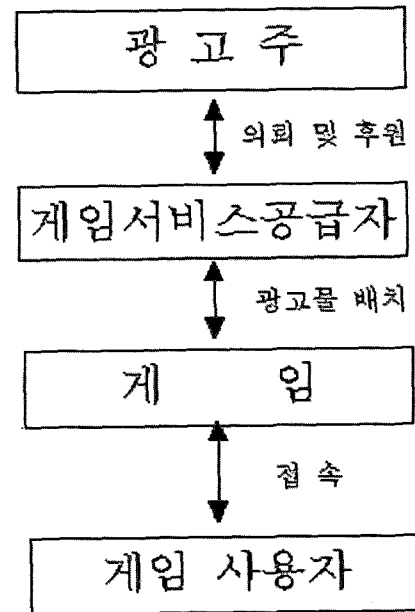 광 고 주
의뢰 및 후원
게임서비스공급자
광고물 배치
게 임
접 속
게임 사용자